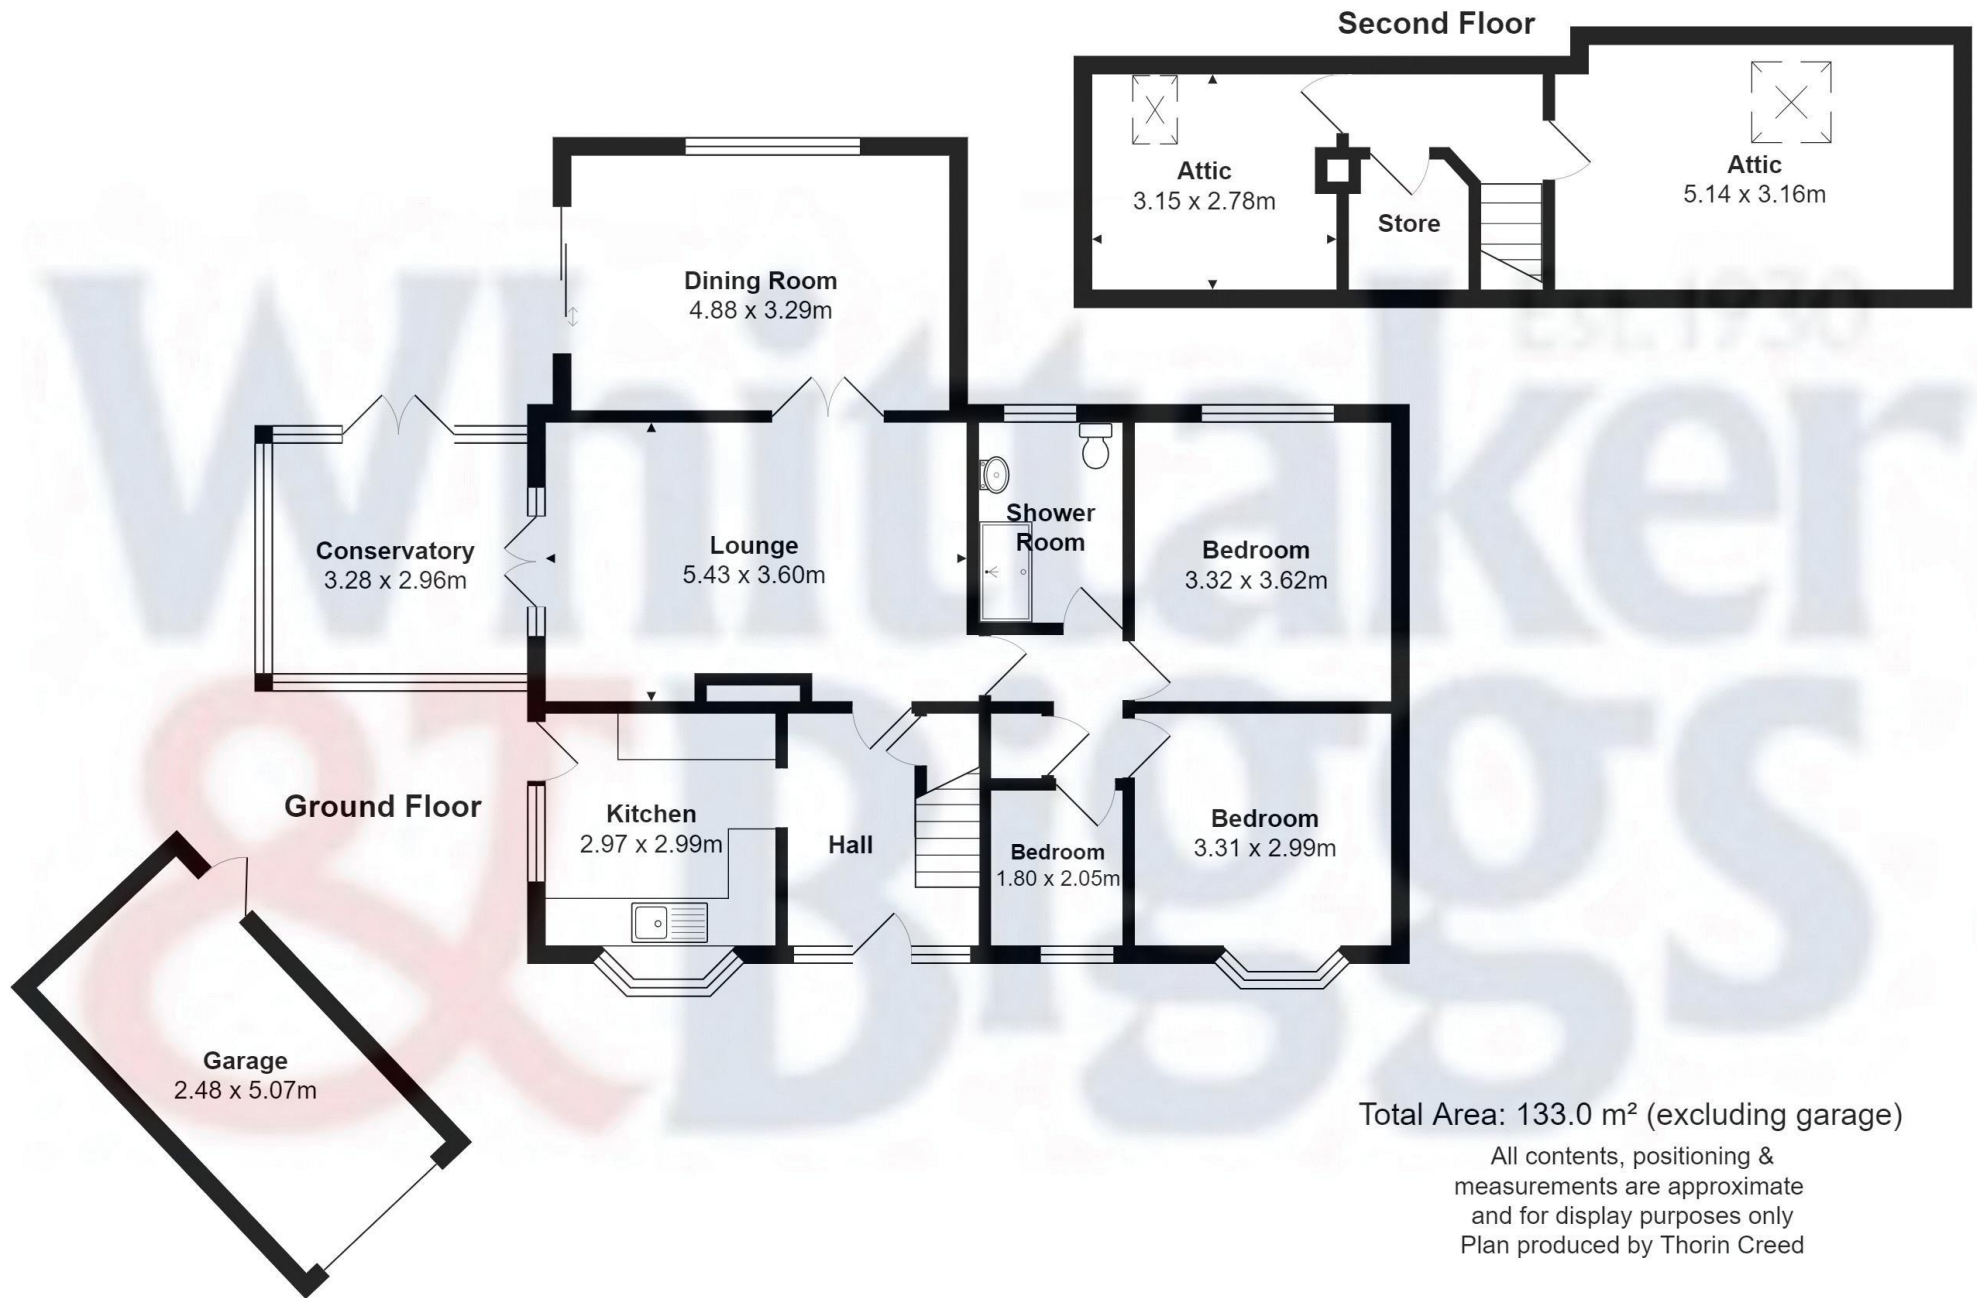 Second Floor
Attic
3.15 x 2.78m
Store
Attic
5.14 x 3.16m
Dining Room
4.88 x 3.29m
Conservatory
3.28 x 2.96m
Lounge
5.43 x 3.60m
Shower
Room
Bedroom
3.32 x 3.62m
Ground Floor
Kitchen
2.97 x 2.99m
Hall
Bedroom
1.80 x 2.05m
Bedroom
3.31 x 2.99m
Garage
2.48 x 5.07m
Total Area: 133.0 m² (excluding garage)
All contents, positioning &
measurements are approximate
and for display purposes only
Plan produced by Thorin Creed
Whittaker
& Biggs
EST. 1930